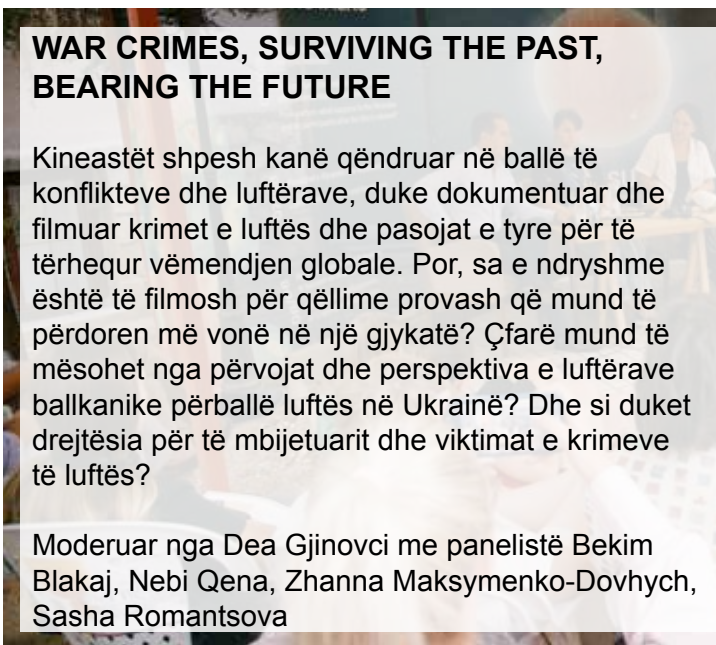 WAR CRIMES, SURVIVING THE PAST,
BEARING THE FUTURE
Kineastët shpesh kanë qëndruar në ballë të
konflikteve dhe luftërave, duke dokumentuar dhe
filmuar krimet e luftës dhe pasojat e tyre për të
tërhequr vëmendjen globale. Por, sa e ndryshme
është të filmosh për qëllime provash që mund të
përdoren më vonë në një gjykatë? Çfarë mund të
mësohet nga përvojat dhe perspektiva e luftërave
ballkanike përballë luftës në Ukrainë? Dhe si duket
drejtësia për të mbijetuarit dhe viktimat e krimeve
të luftës?
Moderuar nga Dea Gjinovci me panelistë Bekim
Blakaj, Nebi Qena, Zhanna Maksymenko-Dovhych,
Sasha Romantsova